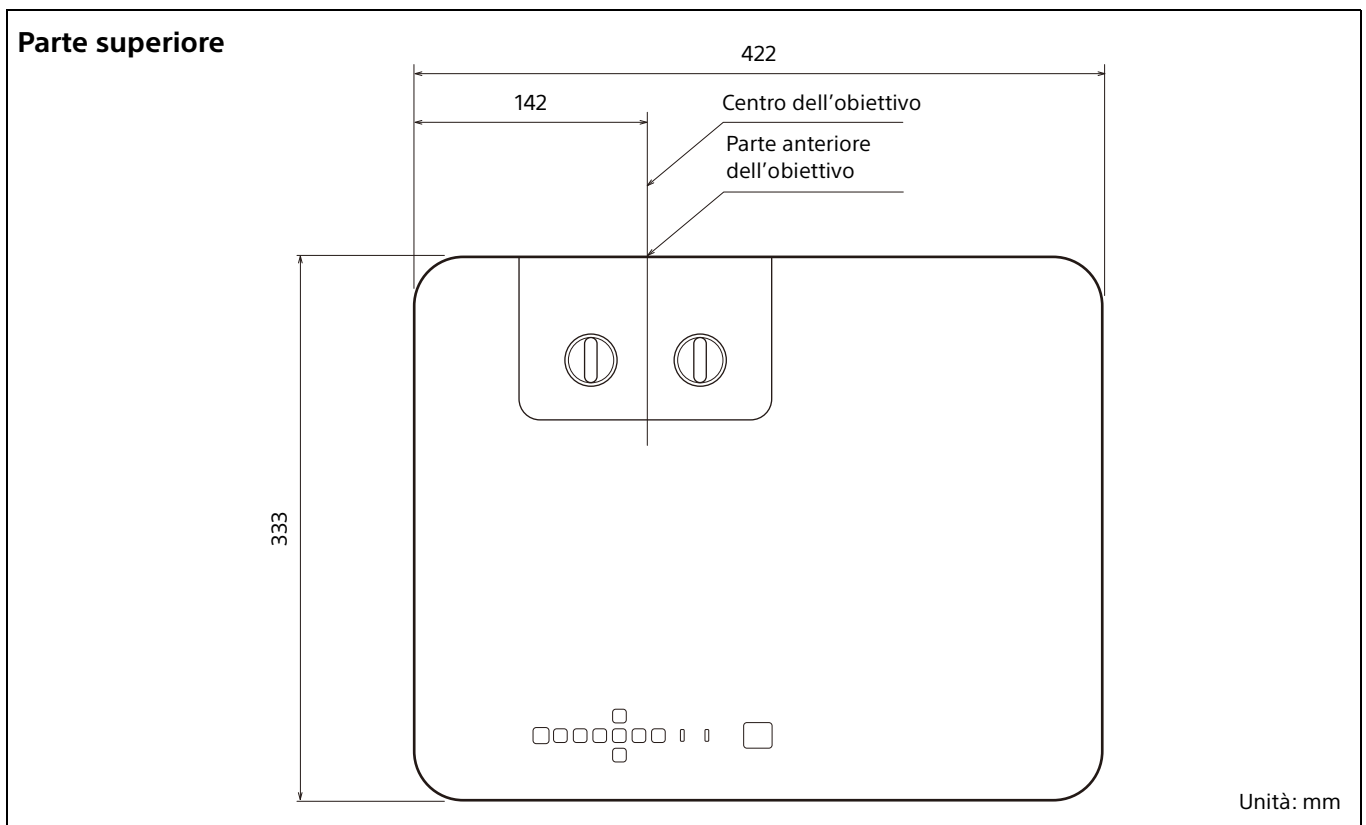 Parte superiore
422
142
Centro dell’obiettivo
Parte anteriore
dell’obiettivo
333
Unità: mm